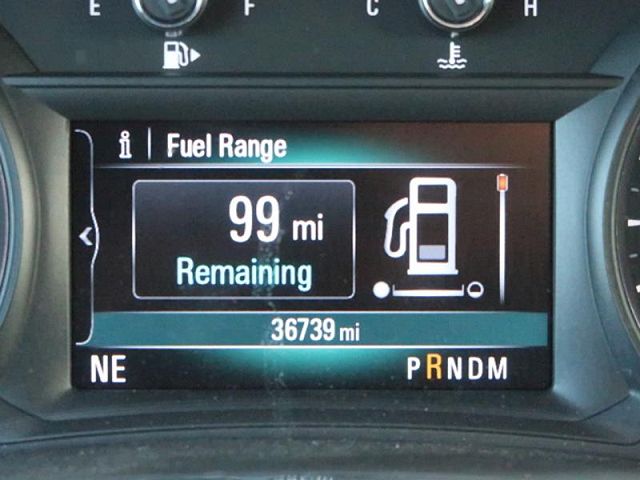 E F C H
i Fuel Range
99 mi
Remaining
36739 mi
NE PRNDM